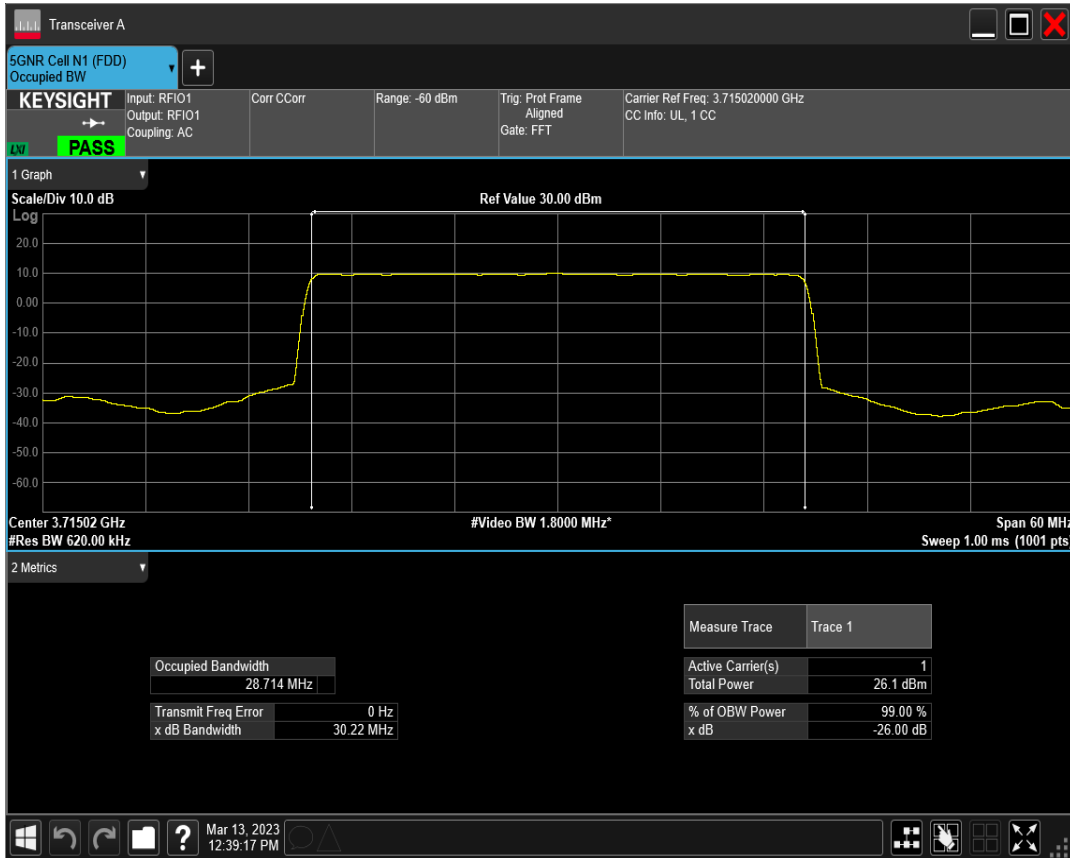 Transceiver A
5GNR Cell N1 (FDD)
Occupied BW
+
KEYSIGHT
LXI
PASS
Input: RFIO1
Output: RFIO1
Coupling: AC
Corr CCorr
Range: -60 dBm
Trig: Prot Frame
Aligned
Gate: FFT
Carrier Ref Freq: 3.715020000 GHz
CC Info: UL, 1 CC
1 Graph
Scale/Div 10.0 dB
Ref Value 30.00 dBm
Log
20.0
10.0
0.00
-10.0
-20.0
-30.0
-40.0
-50.0
-60.0
Center 3.71502 GHz
#Video BW 1.8000 MHz*
Span 60 MHz
#Res BW 620.00 kHz
Sweep 1.00 ms (1001 pts)
2 Metrics
Measure Trace Trace 1
Occupied Bandwidth
28.714 MHz
Active Carrier(s) 1
Total Power 26.1 dBm
Transmit Freq Error 0 Hz
x dB Bandwidth 30.22 MHz
% of OBW Power 99.00 %
x dB -26.00 dB
?
Mar 13, 2023
12:39:17 PM